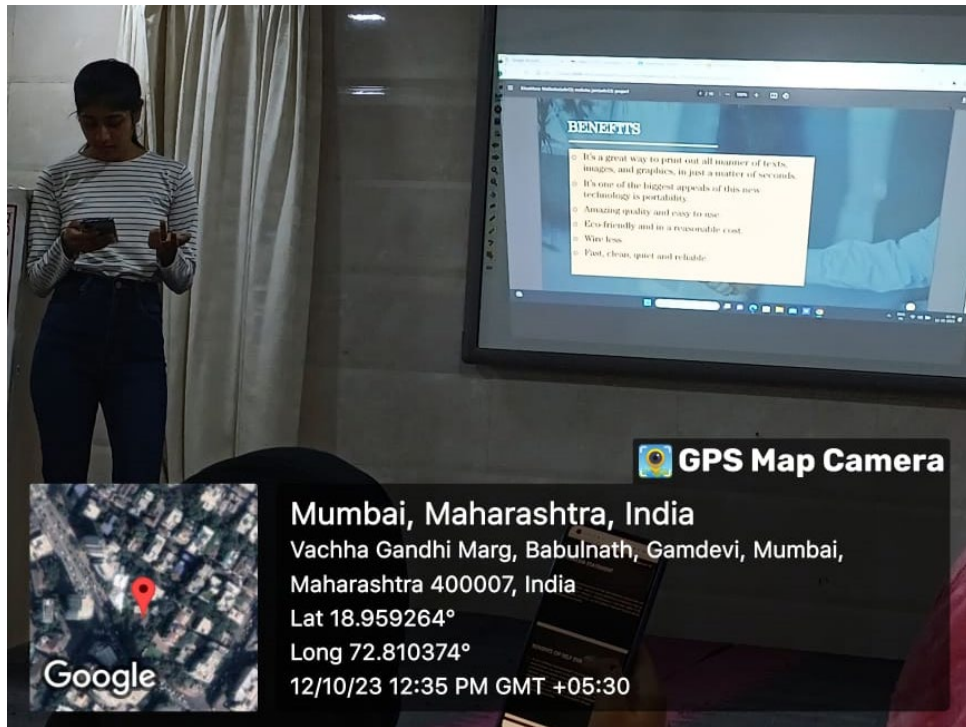 BENEFITS
It's a great way to print out all manner of texts,
images, and graphics, in just a matter of seconds.
It's one of the biggest appeals of this new
technology is portability.
Amazing quality and easy to use.
Eco-friendly and in a reasonable cost.
Wire less.
Fast, clean, quiet and reliable.
GPS Map Camera
Mumbai, Maharashtra, India
Vachha Gandhi Marg, Babulnath, Gamdevi, Mumbai,
Maharashtra 400007, India
Lat 18.959264°
Long 72.810374°
12/10/23 12:35 PM GMT +05:30
Google